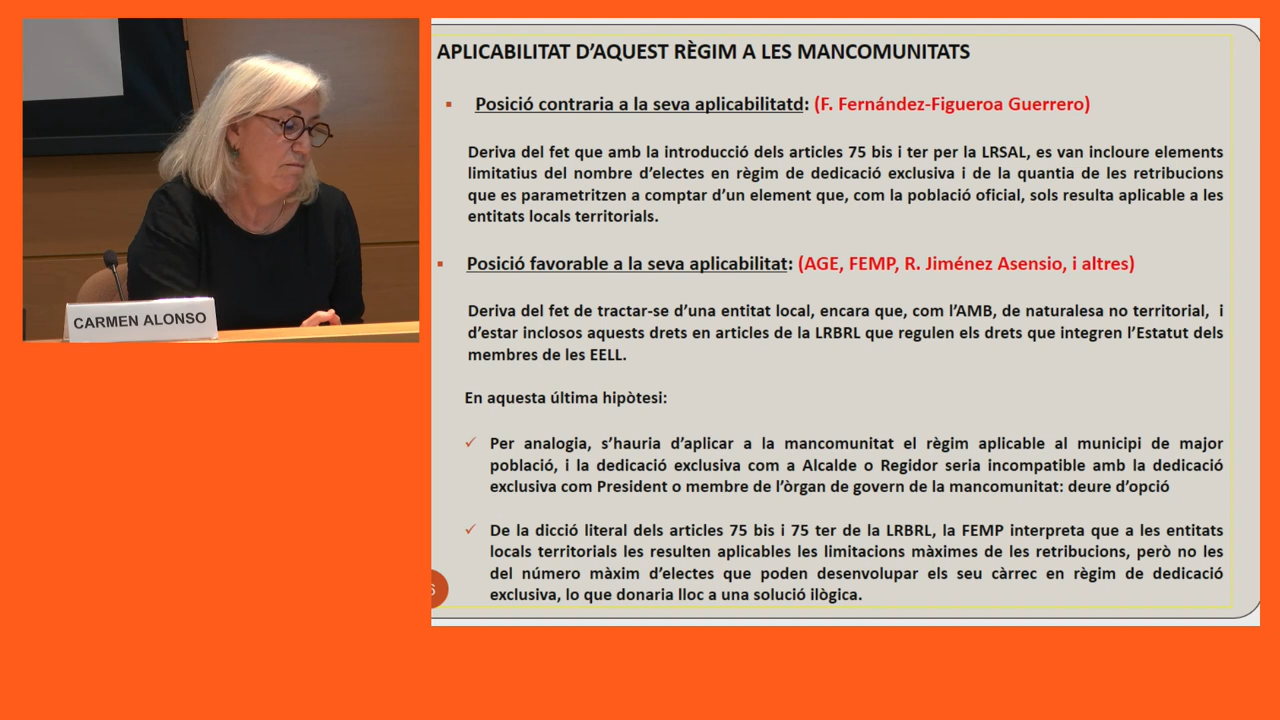 CARMEN ALONSO
APLICABILITAT D'AQUEST RÈGIM A LES MANCOMUNITATS
Posició contraria a la seva aplicabilitatd: (F. Fernández-Figueroa Guerrero)
Deriva del fet que amb la introducció dels articles 75 bis i ter per la LRSAL, es van incloure elements
limitatius del nombre d'electes en règim de dedicació exclusiva i de la quantia de les retribucions
que es parametritzen a comptar d'un element que, com la població oficial, sols resulta aplicable a les
entitats locals territorials.
Posició favorable a la seva aplicabilitat: (AGE, FEMP, R. Jiménez Asensio, i altres)
Deriva del fet de tractar-se d'una entitat local, encara que, com l'AMB, de naturalesa no territorial, i
d'estar inclosos aquests drets en articles de la LRBRL que regulen els drets que integren l'Estatut dels
membres de les EELL.
En aquesta última hipòtesi:
✓ Per analogia, s'hauria d'aplicar a la mancomunitat el règim aplicable al municipi de major
població, i la dedicació exclusiva com a Alcalde o Regidor seria incompatible amb la dedicació
exclusiva com President o membre de l'òrgan de govern de la mancomunitat: deure d'opció
✓ De la dicció literal dels articles 75 bis i 75 ter de la LRBRL, la FEMP interpreta que a les entitats
locals territorials les resulten aplicables les limitacions màximes de les retribucions, però no les
del número màxim d'electes que poden desenvolupar els seu càrrec en règim de dedicació
exclusiva, lo que donaria lloc a una solució ilògica.